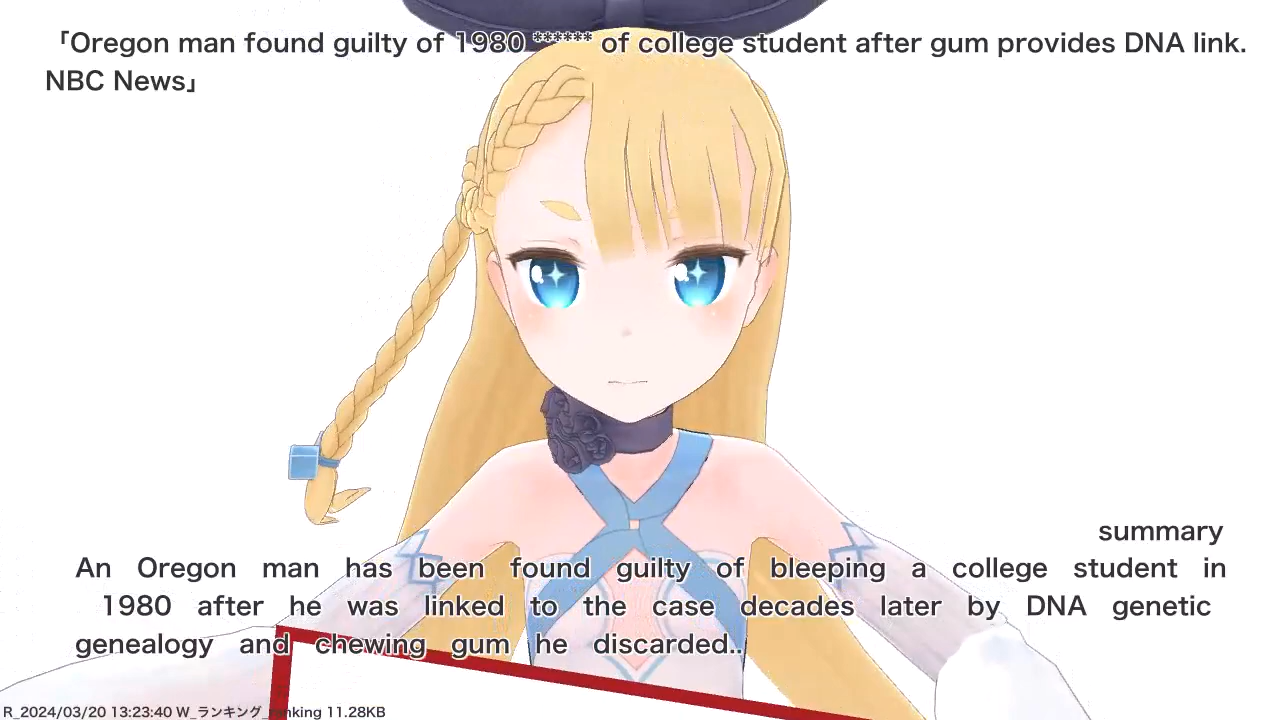 「Oregon man found guilty of 1980 ****** of college student after gum provides DNA link.
NBC News」
summary
An Oregon man has been found guilty of bleeping a college student in
1980 after he was linked to the case decades later by DNA genetic
genealogy and chewing gum he discarded..
R_2024/03/20 13:23:40 W_ランキング_ranking 11.28KB